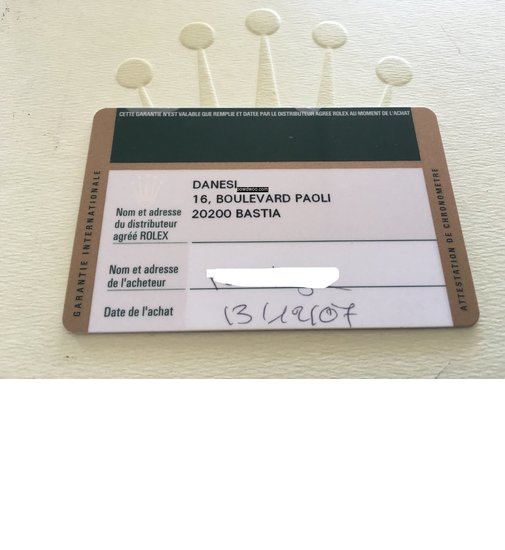 CETTE GARANTIE N'EST VALABLE QUE REMPLIE ET DATEE PAR LE DISTRIBUTEUR AGREE ROLEX AU MOMENT DE L'ACHAT
GARANTIE INTERNATIONALE
DANESI
powdwoo.com
16, BOULEVARD PAOLI
20200 BASTIA
Nom et adresse
du distributeur
agréé ROLEX
Nom et adresse
de l'acheteur
Date de l'achat
13/12/07
ATTESTATION DE CHRONOMETRE